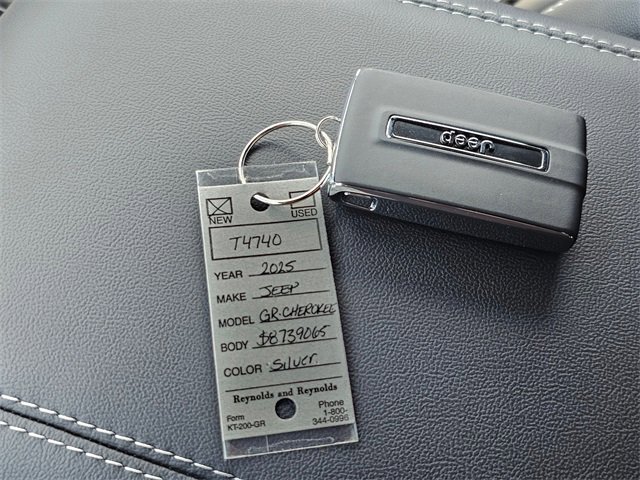 Jeep
NEW USED
T4740
YEAR 2025
MAKE JEEP
MODEL GR.CHEROKEE
BODY S8739065
COLOR Silver
Reynolds and Reynolds
Form Phone
KT-200-GR 1-800-
344-0996